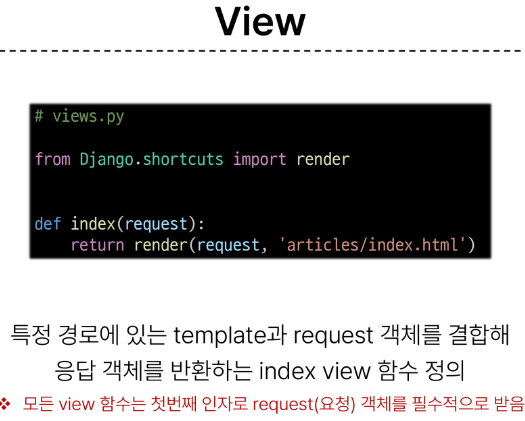 View
# views.py
from Django.shortcuts import render
def index(request):
    return render(request, 'articles/index.html')
특정 경로에 있는 template과 request 객체를 결합해
응답 객체를 반환하는 index view 함수 정의
❖ 모든 view 함수는 첫번째 인자로 request(요청) 객체를 필수적으로 받음